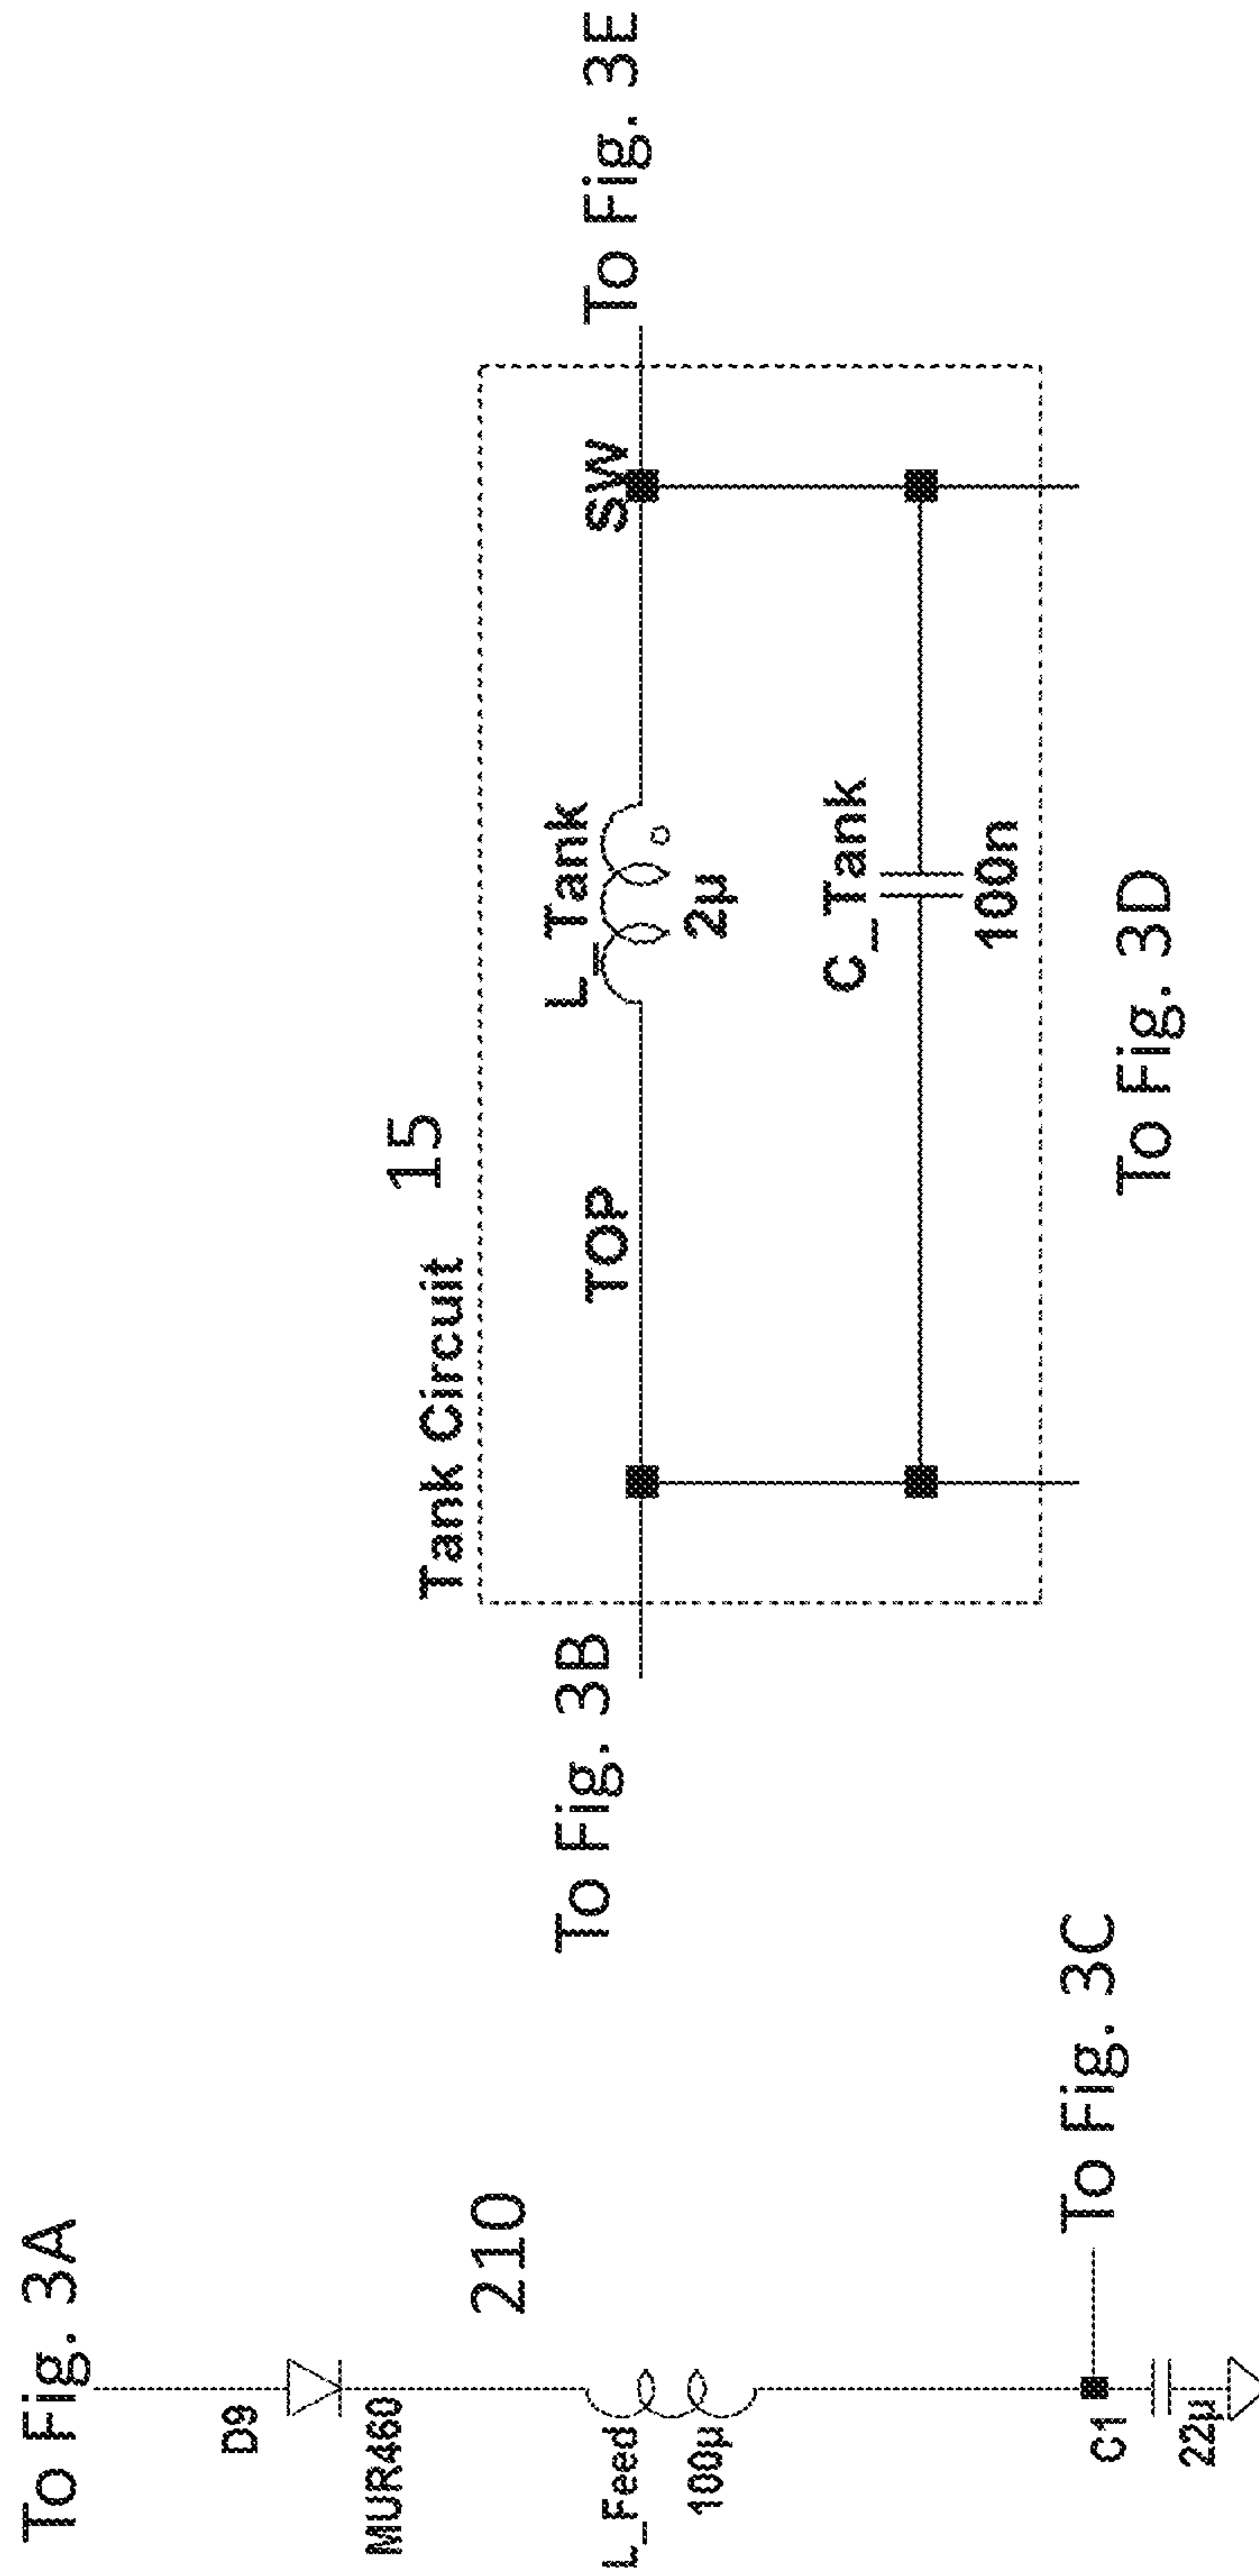 To Fig. 3A
D9
MUR460
210
L_Feed
100µ
C1
22µ
To Fig. 3C
To Fig. 3B
Tank Circuit
15
TOP
L_Tank
2µ
SW
C_Tank
100n
To Fig. 3E
To Fig. 3D